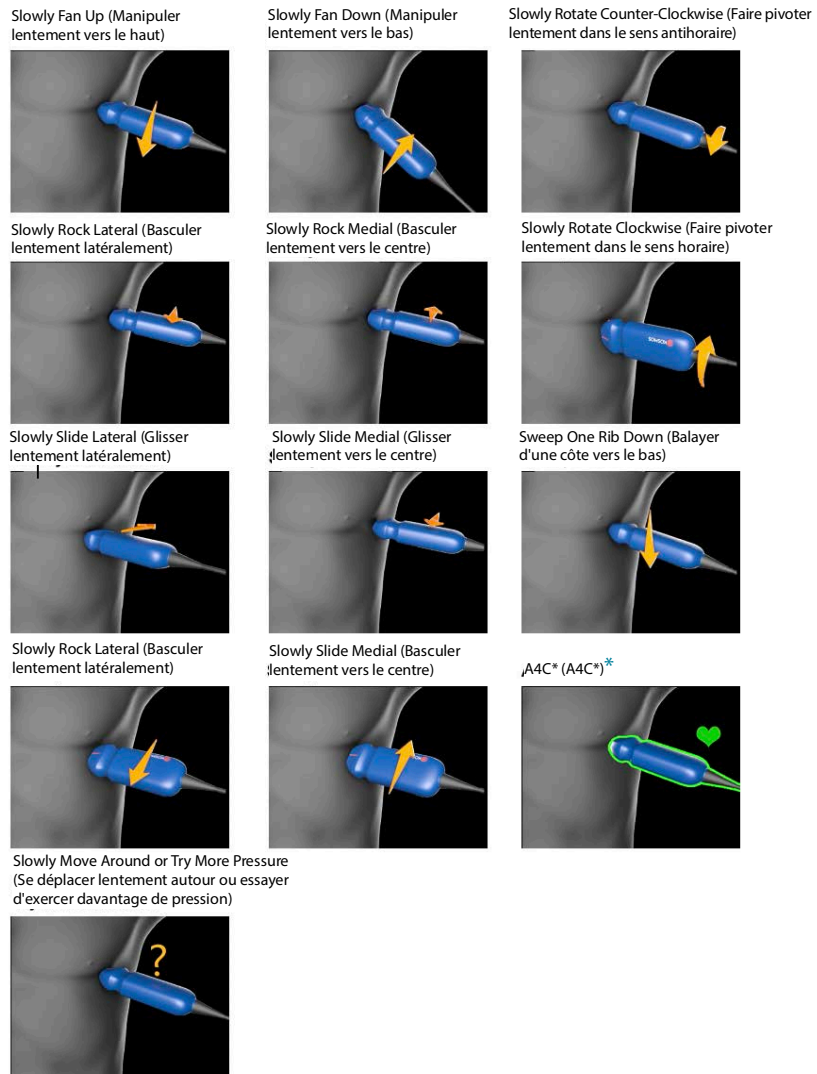 Slowly Fan Up (Manipuler
lentement vers le haut)
Slowly Fan Down (Manipuler
lentement vers le bas)
Slowly Rotate Counter-Clockwise (Faire pivoter
lentement dans le sens antihoraire)
Slowly Rock Lateral (Basculer
lentement latéralement)
Slowly Rock Medial (Basculer
lentement vers le centre)
Slowly Rotate Clockwise (Faire pivoter
lentement dans le sens horaire)
KOSMOS
Slowly Slide Lateral (Glisser
lentement latéralement)
Slowly Slide Medial (Glisser
lentement vers le centre)
Sweep One Rib Down (Balayer
d'une côte vers le bas)
Slowly Rock Lateral (Basculer
lentement latéralement)
Slowly Slide Medial (Basculer
lentement vers le centre)
A4C* (A4C*)*
Slowly Move Around or Try More Pressure
(Se déplacer lentement autour ou essayer
d'exercer davantage de pression)
?